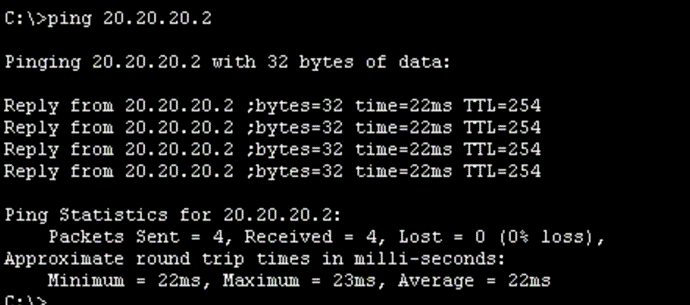 C:\>ping 20.20.20.2
Pinging 20.20.20.2 with 32 bytes of data:
Reply from 20.20.20.2 ;bytes=32 time=22ms TTL=254
Reply from 20.20.20.2 ;bytes=32 time=22ms TTL=254
Reply from 20.20.20.2 ;bytes=32 time=22ms TTL=254
Reply from 20.20.20.2 ;bytes=32 time=22ms TTL=254
Ping Statistics for 20.20.20.2:
Packets Sent = 4, Received = 4, Lost = 0 (0% loss),
Approximate round trip times in milli-seconds:
Minimum = 22ms, Maximum = 23ms, Average = 22ms
C:\>